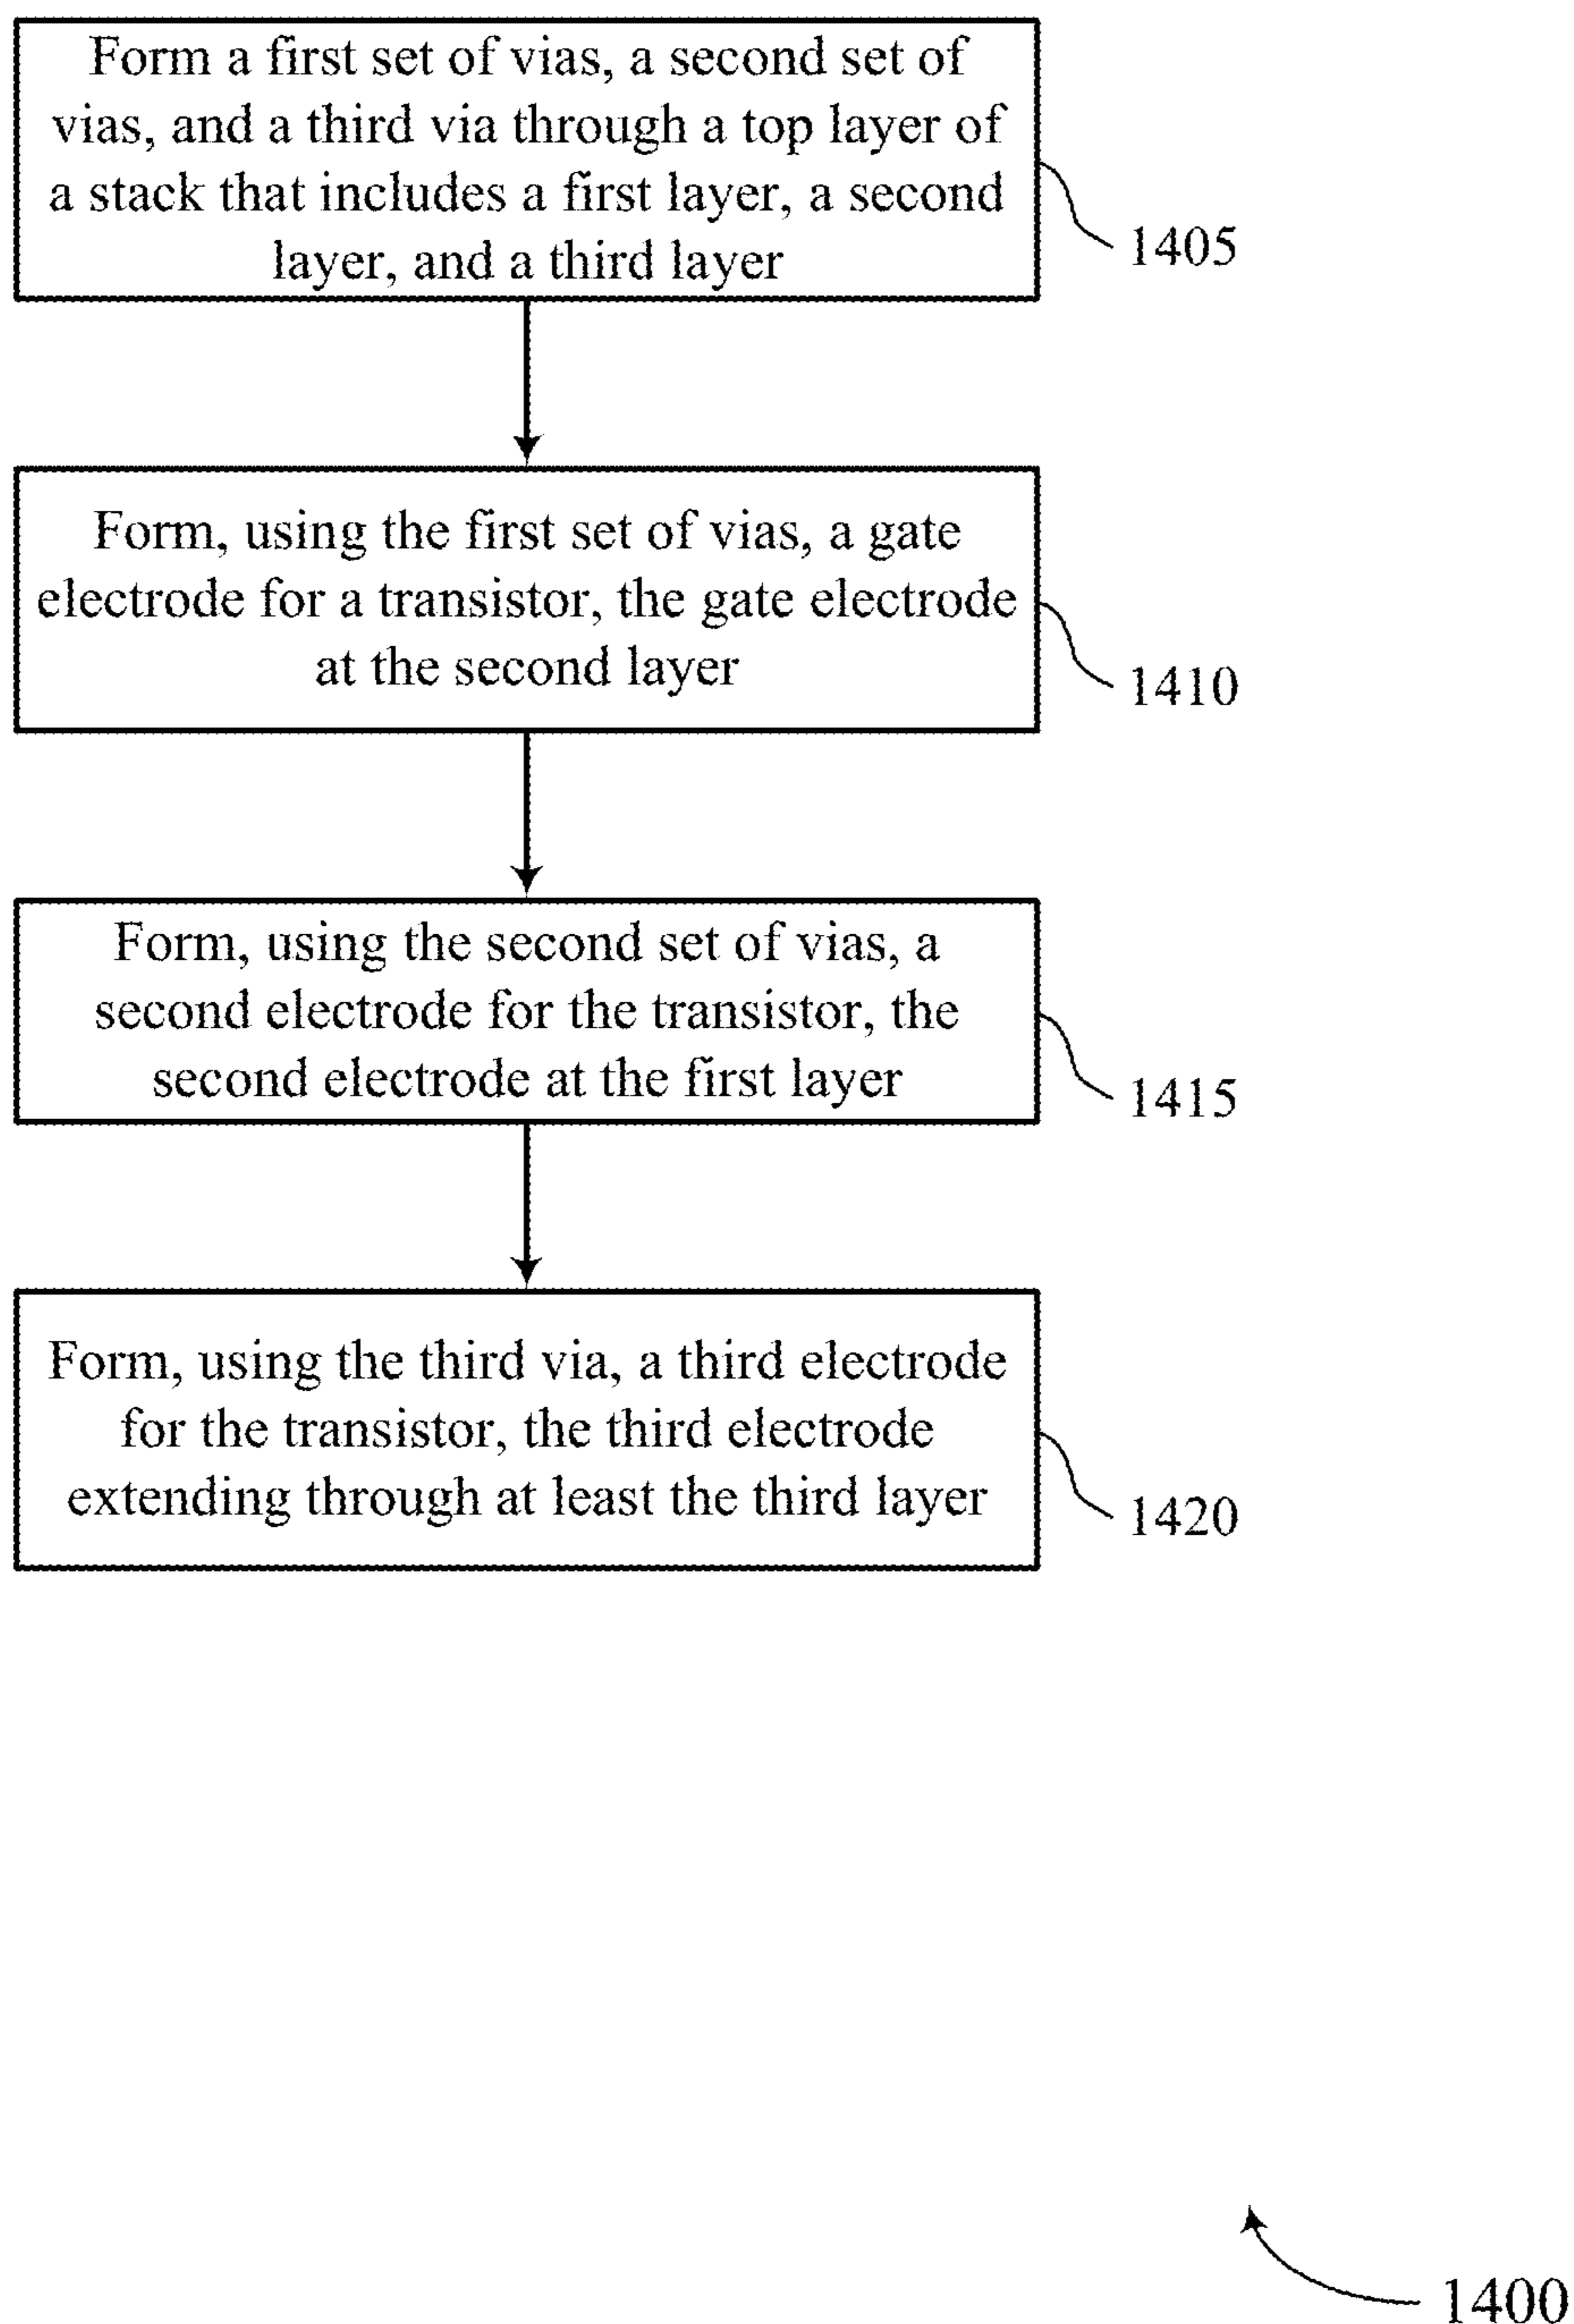 Form a first set of vias, a second set of
vias, and a third via through a top layer of
a stack that includes a first layer, a second
layer, and a third layer
1405
Form, using the first set of vias, a gate
electrode for a transistor, the gate electrode
at the second layer
1410
Form, using the second set of vias, a
second electrode for the transistor, the
second electrode at the first layer
1415
Form, using the third via, a third electrode
for the transistor, the third electrode
extending through at least the third layer
1420
1400